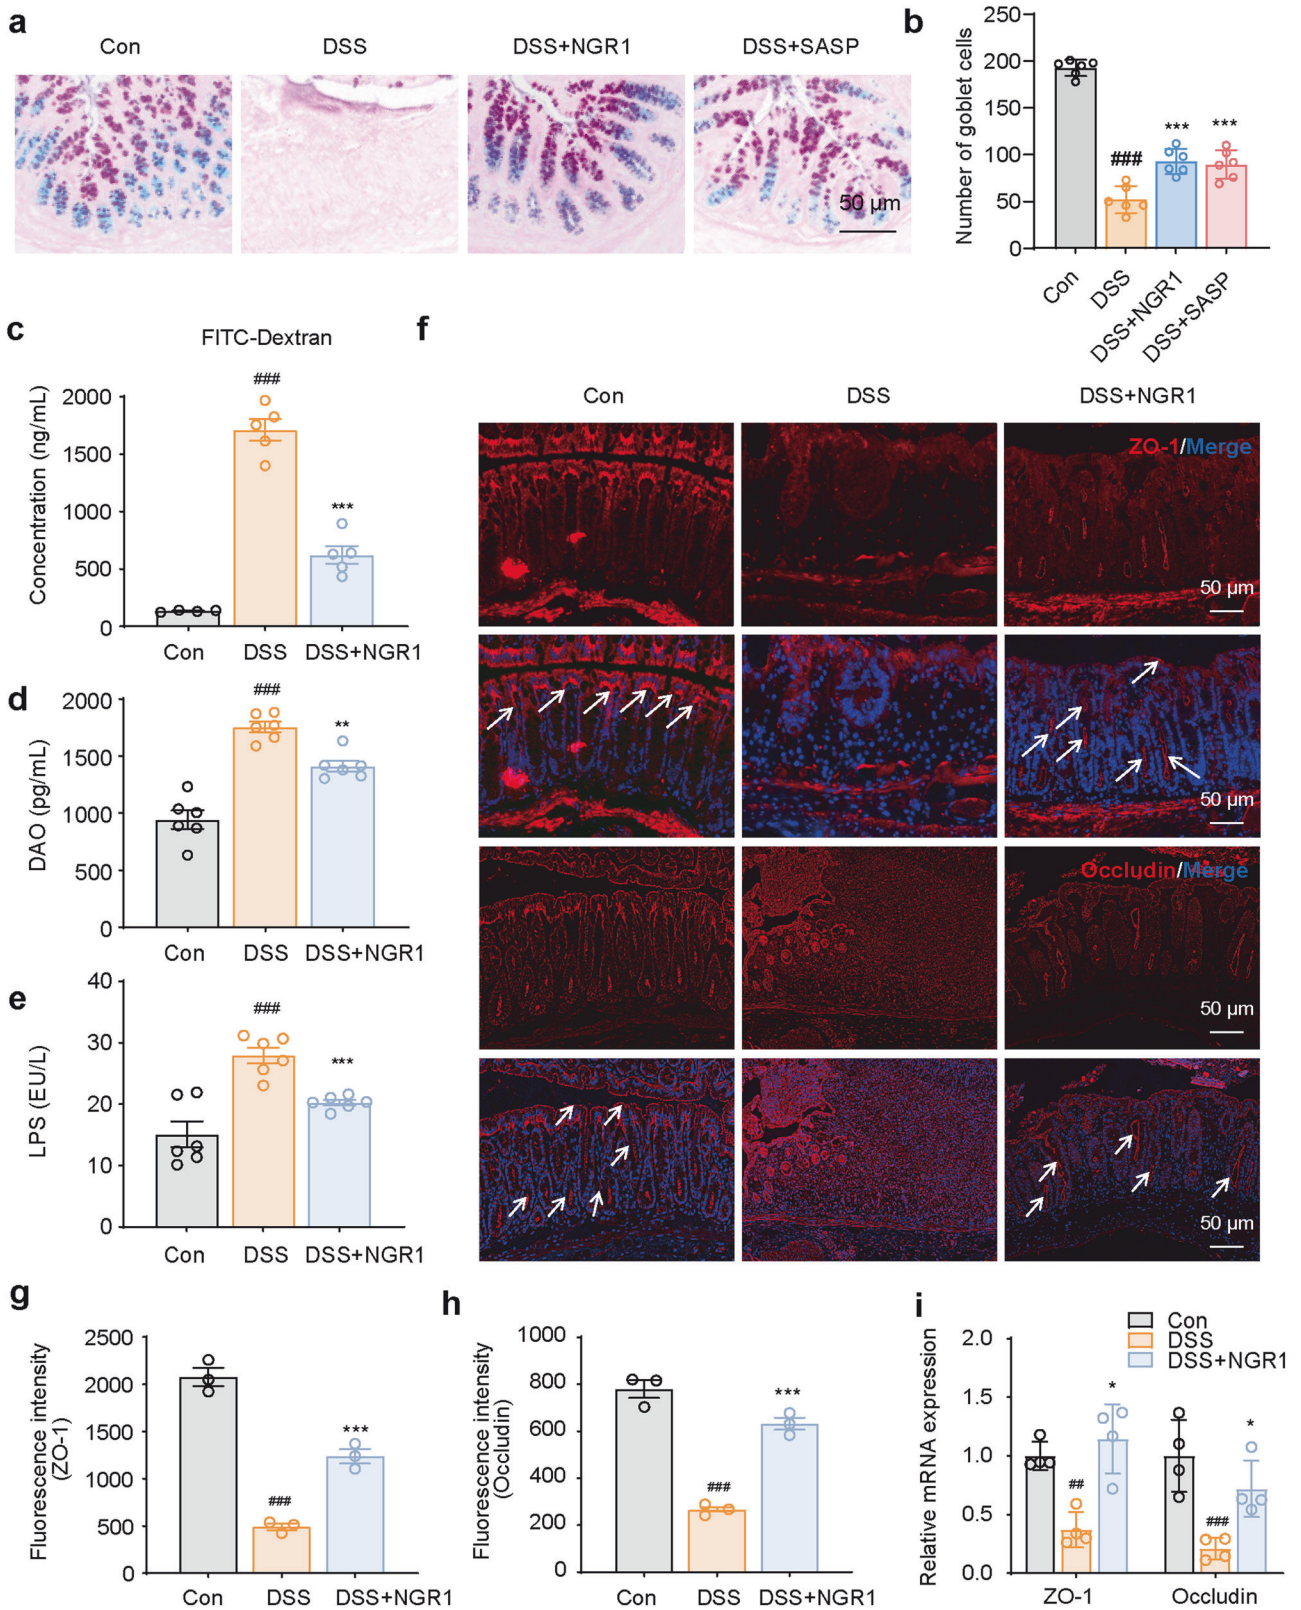 a
Con
DSS
DSS+NGR1
DSS+SASP
50 µm
b
Number of goblet cells
250
200
150
100
50
0
###
***
***
Con
DSS
DSS+NGR1
DSS+SASP
c
FITC-Dextran
Concentration (ng/mL)
2000
1500
1000
500
0
###
***
Con
DSS
DSS+NGR1
d
DAO (pg/mL)
2000
1500
1000
500
0
###
**
Con
DSS
DSS+NGR1
e
LPS (EU/L)
40
30
20
10
0
###
***
Con
DSS
DSS+NGR1
f
Con
DSS
DSS+NGR1
ZO-1/Merge
50 µm
50 µm
Occludin/Merge
50 µm
50 µm
g
Fluorescence intensity
(ZO-1)
2500
2000
1500
1000
500
0
###
***
Con
DSS
DSS+NGR1
h
Fluorescence intensity
(Occludin)
1000
800
600
400
200
0
###
***
Con
DSS
DSS+NGR1
i
Con
DSS
DSS+NGR1
Relative mRNA expression
2.0
1.5
1.0
0.5
0.0
##
*
###
*
ZO-1
Occludin